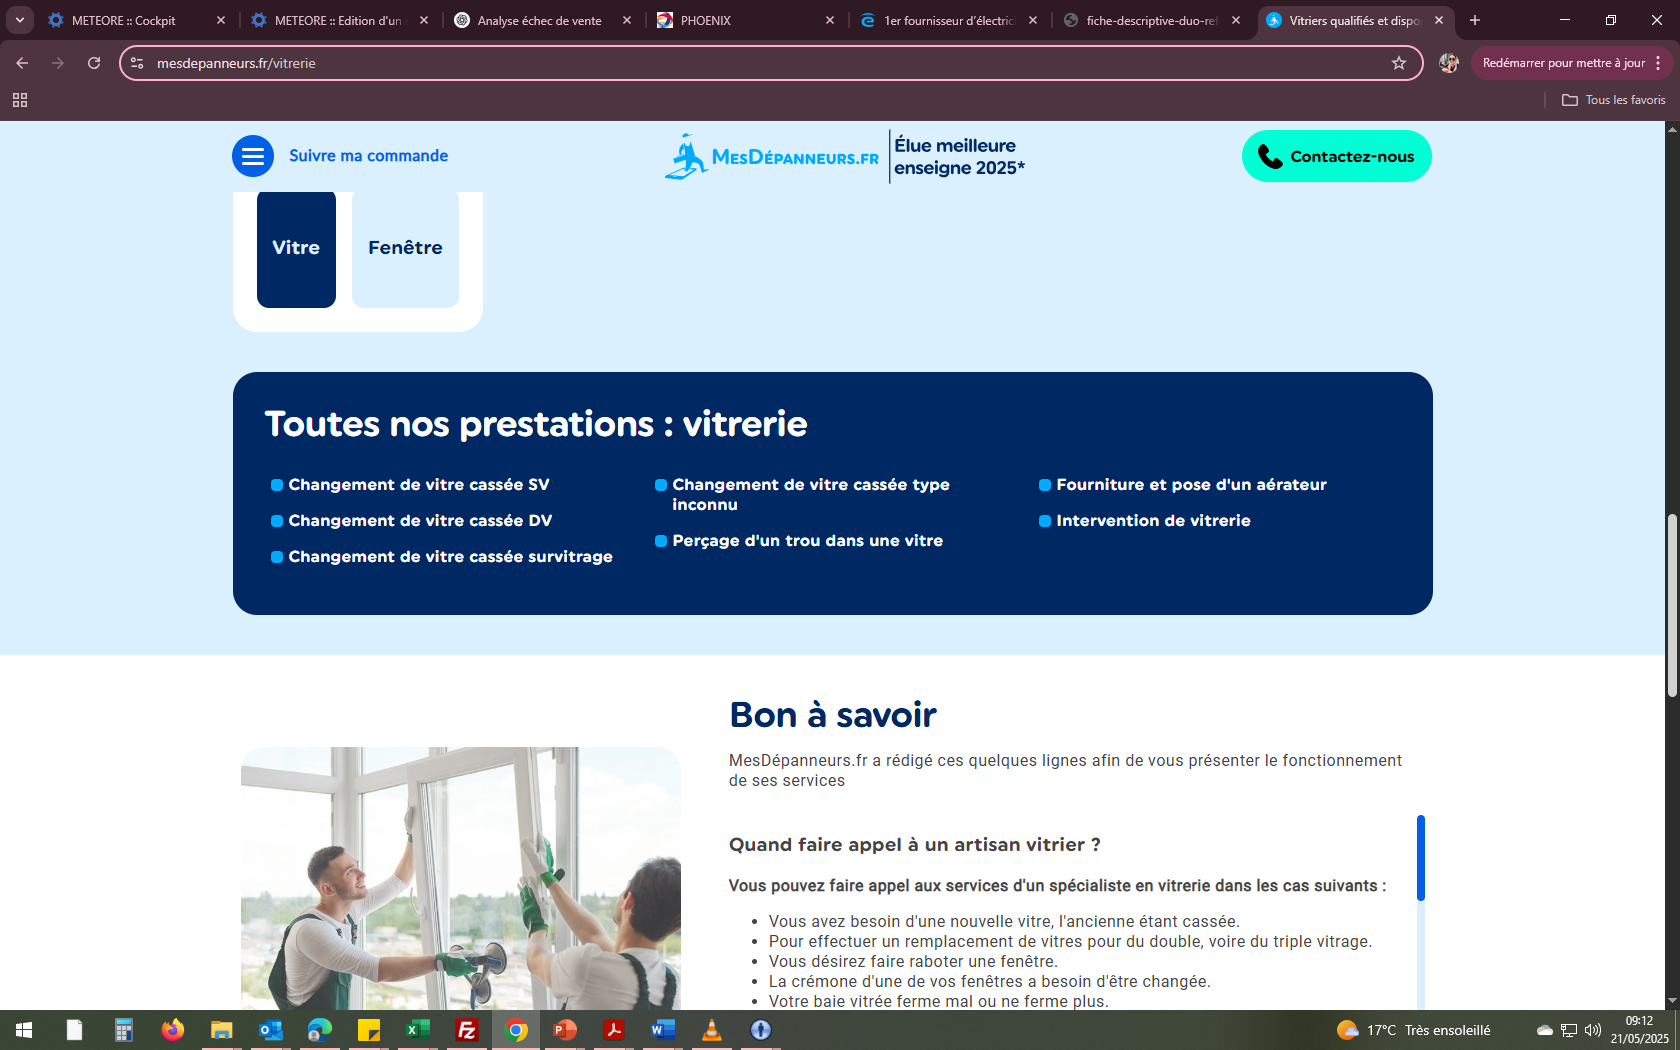 METEORE :: Cockpit
METEORE :: Edition d'un
Analyse échec de vente
PHOENIX
1er fournisseur d'électrici
fiche-descriptive-duo-ref
Vitriers qualifiés et dispo
mesdepanneurs.fr/vitrerie
Redémarrer pour mettre à jour
Tous les favoris
Suivre ma commande
MESDÉPANNEURS.FR
Élue meilleure
enseigne 2025*
Contactez-nous
Vitre
Fenêtre
Toutes nos prestations : vitrerie
Changement de vitre cassée SV
Changement de vitre cassée DV
Changement de vitre cassée survitrage
Changement de vitre cassée type
inconnu
Perçage d'un trou dans une vitre
Fourniture et pose d'un aérateur
Intervention de vitrerie
Bon à savoir
MesDépanneurs.fr a rédigé ces quelques lignes afin de vous présenter le fonctionnement
de ses services
Quand faire appel à un artisan vitrier ?
Vous pouvez faire appel aux services d'un spécialiste en vitrerie dans les cas suivants :
• Vous avez besoin d'une nouvelle vitre, l'ancienne étant cassée.
• Pour effectuer un remplacement de vitres pour du double, voire du triple vitrage.
• Vous désirez faire raboter une fenêtre.
• La crémone d'une de vos fenêtres a besoin d'être changée.
• Votre baie vitrée ferme mal ou ne ferme plus.
17°C Très ensoleillé
09:12
21/05/2025